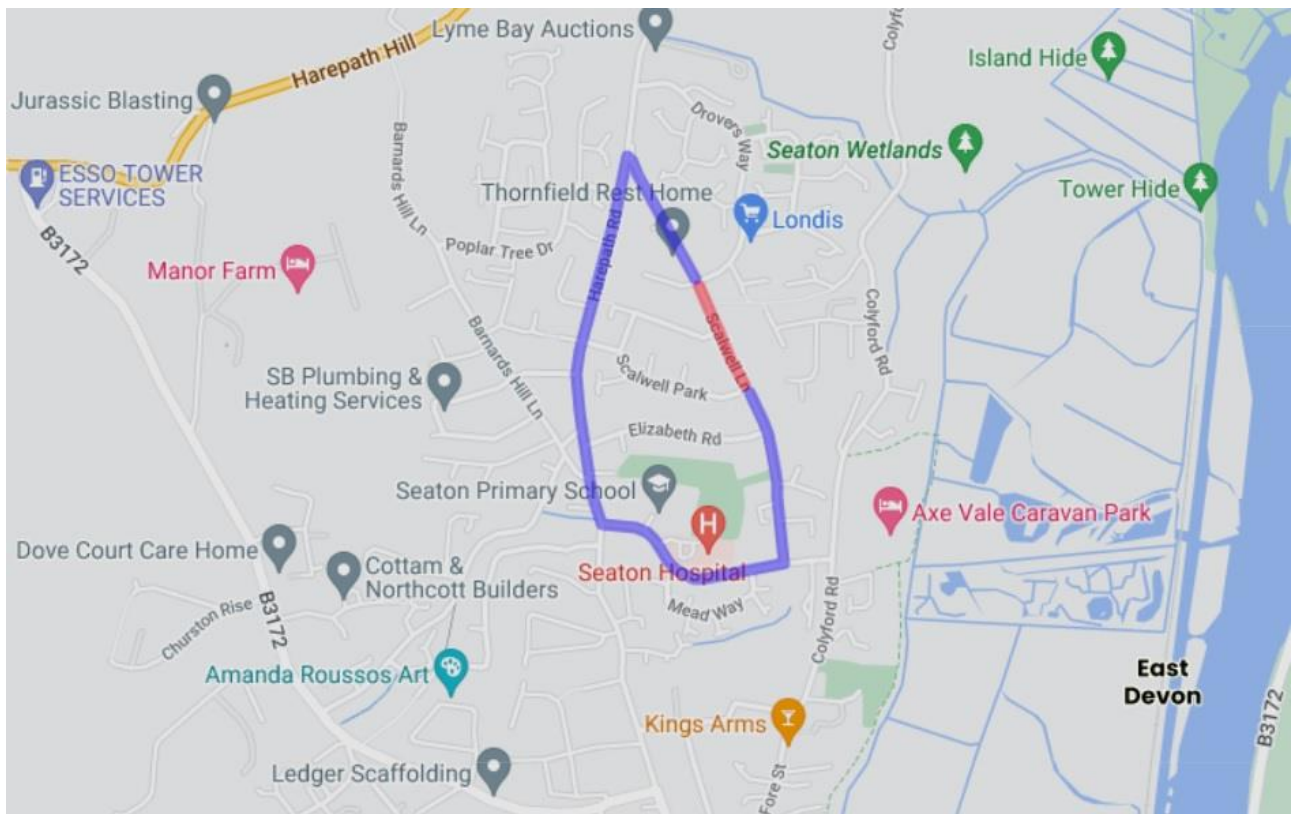 Lyme Bay Auctions
Colyf
Harepath Hill
Island Hide
Jurassic Blasting
Drovers Way
Barnards Hill Ln
Seaton Wetlands
ESSO TOWER
SERVICES
Thornfield Rest Home
Tower Hide
Londis
B3172
Poplar Tree Dr
Harepath Rd
Manor Farm
Colyford Rd
Scalwell Ln
Barnards Hill Ln
SB Plumbing &
Heating Services
Scalwell Park
Elizabeth Rd
Seaton Primary School
H
Axe Vale Caravan Park
Dove Court Care Home
Cottam &
Northcott Builders
Seaton Hospital
Mead Way
Churston Rise
B3172
Colyford Rd
Amanda Roussos Art
East
Devon
Kings Arms
B3172
Ledger Scaffolding
Fore St